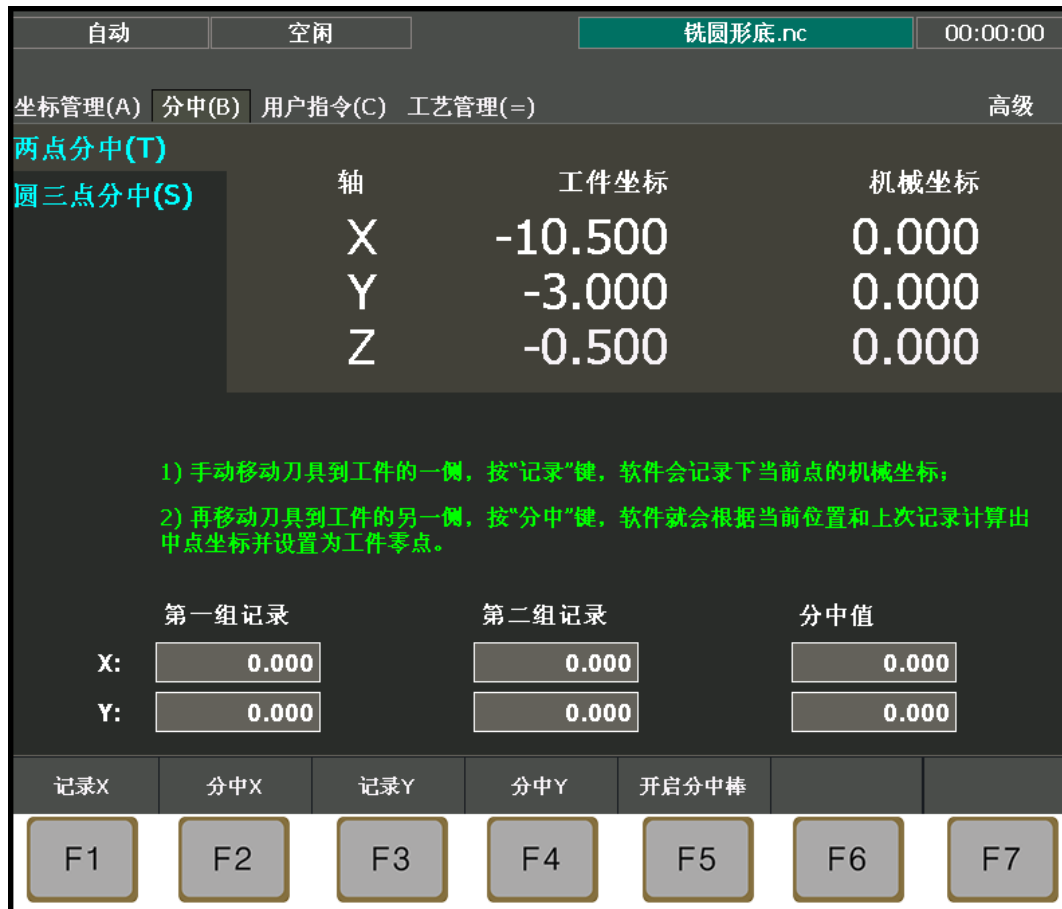 自动 空闲 铣圆形底.nc 00:00:00
坐标管理(A) 分中(B) 用户指令(C) 工艺管理(=) 高级
两点分中(T)
圆三点分中(S)
轴 工件坐标 机械坐标
X -10.500 0.000
Y -3.000 0.000
Z -0.500 0.000
1) 手动移动刀具到工件的一侧，按“记录”键，软件会记录下当前点的机械坐标；
2) 再移动刀具到工件的另一侧，按“分中”键，软件就会根据当前位置和上次记录计算出
中点坐标并设置为工件零点。
第一组记录 第二组记录 分中值
X: 0.000 0.000 0.000
Y: 0.000 0.000 0.000
记录X 分中X 记录Y 分中Y 开启分中棒
F1 F2 F3 F4 F5 F6 F7